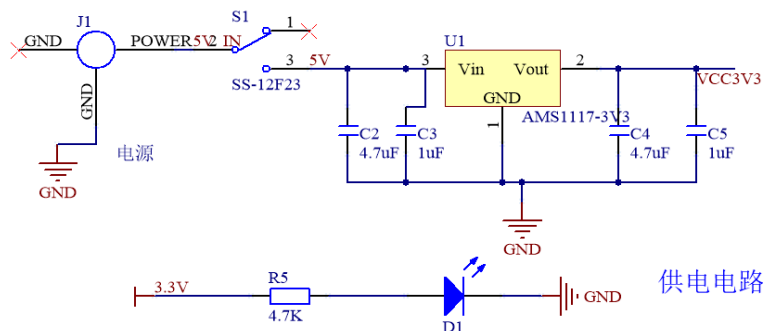 J1
GND
POWER
5V
2
IN
S1
1
3
5V
SS-12F23
GND
GND
电源
U1
3
Vin
Vout
2
GND
1
AMS1117-3V3
VCC3V3
C2
4.7uF
C3
1uF
C4
4.7uF
C5
1uF
GND
3.3V
R5
4.7K
D1
GND
供电电路